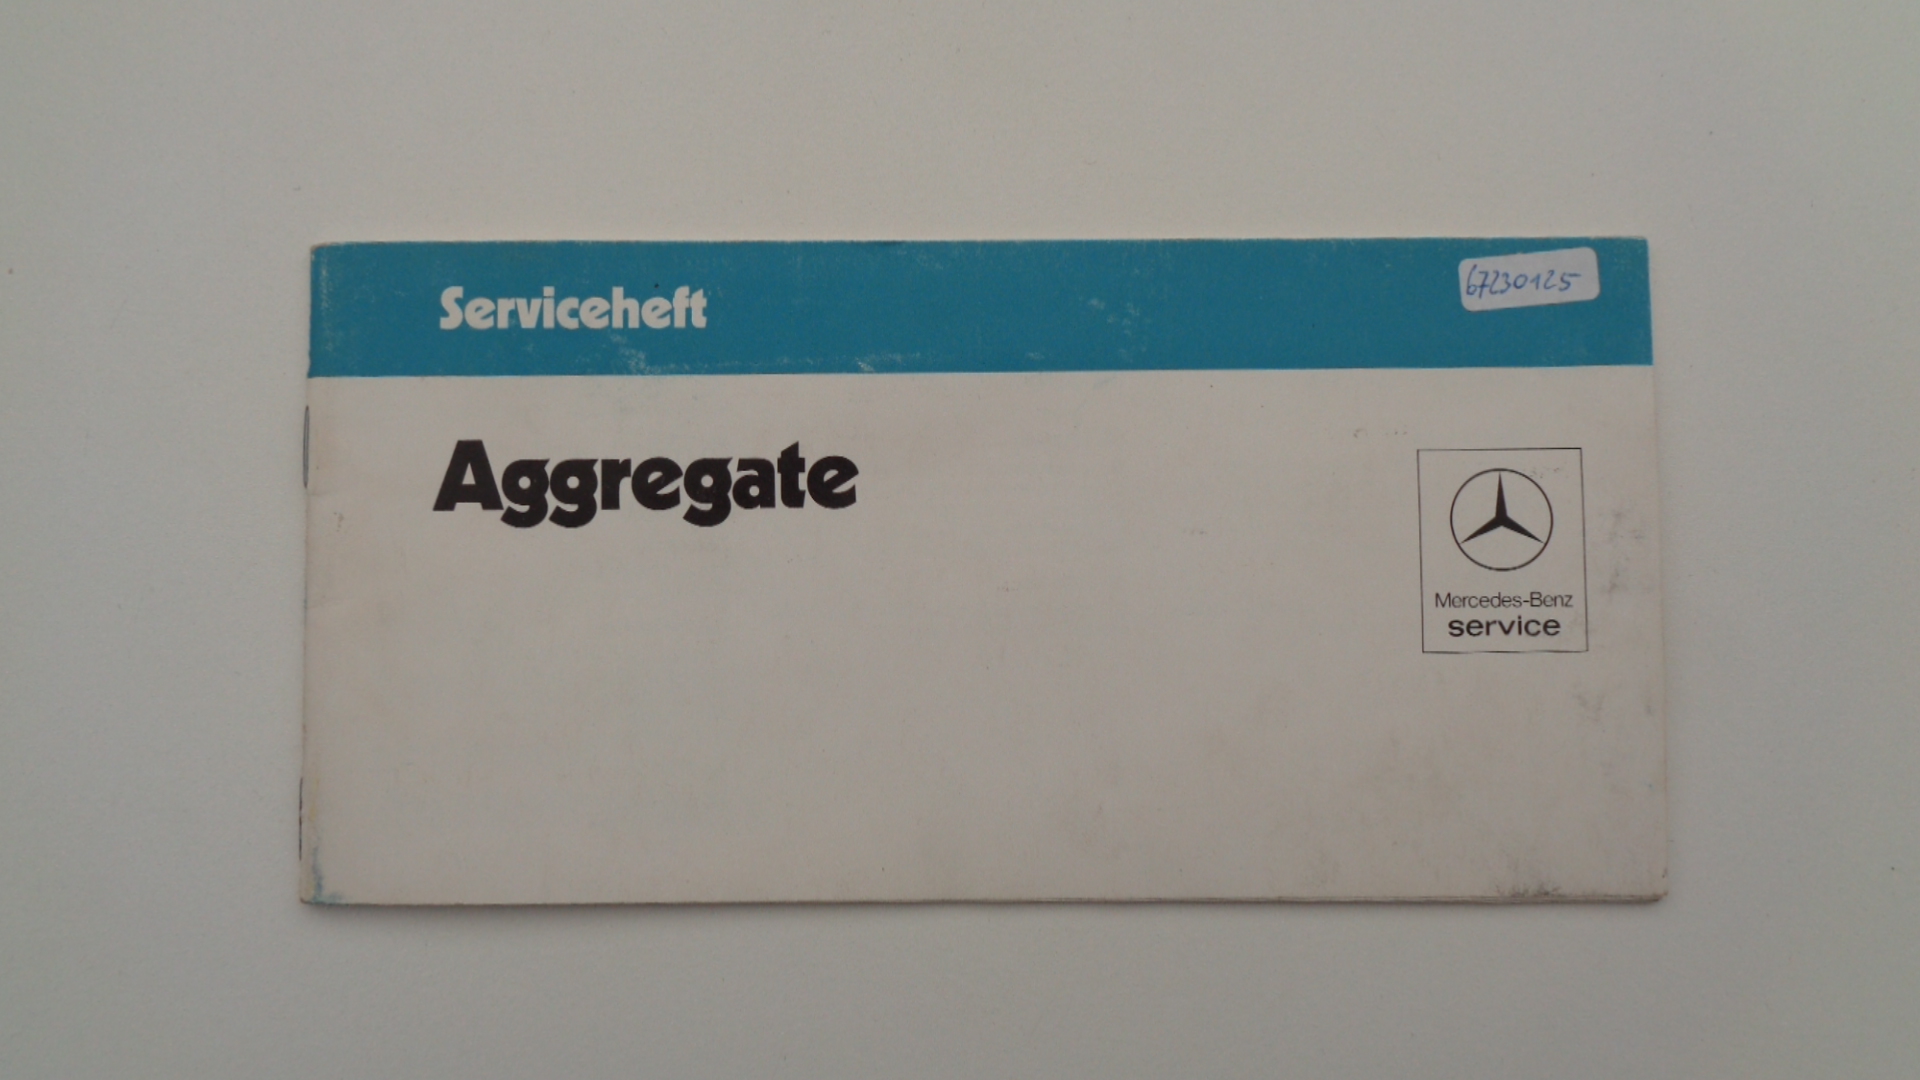 Serviceheft
67230125
Aggregate
Mercedes-Benz
service